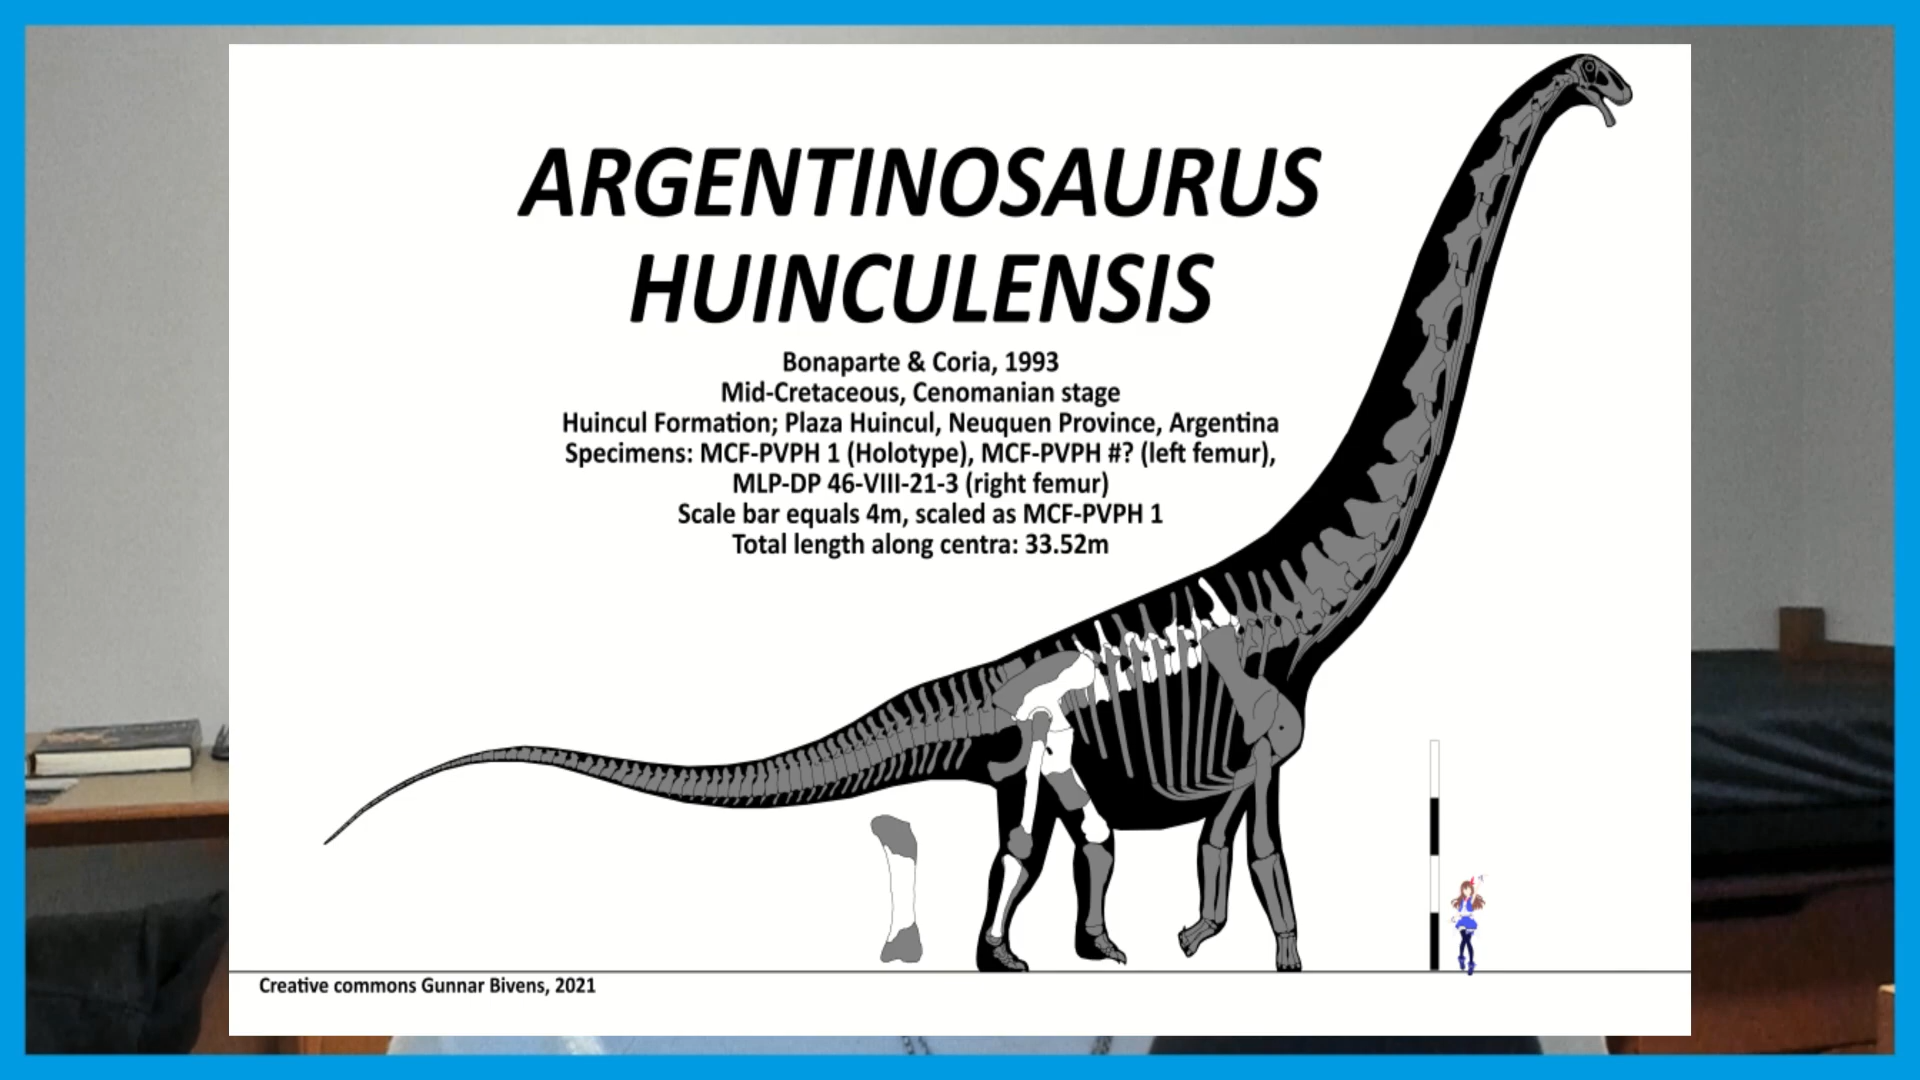 ARGENTINOSAURUS
HUINCULENSIS
Bonaparte & Coria, 1993
Mid-Cretaceous, Cenomanian stage
Huincul Formation; Plaza Huincul, Neuquen Province, Argentina
Specimens: MCF-PVPH 1 (Holotype), MCF-PVPH #? (left femur),
MLP-DP 46-VIII-21-3 (right femur)
Scale bar equals 4m, scaled as MCF-PVPH 1
Total length along centra: 33.52m
Creative commons Gunnar Bivens, 2021